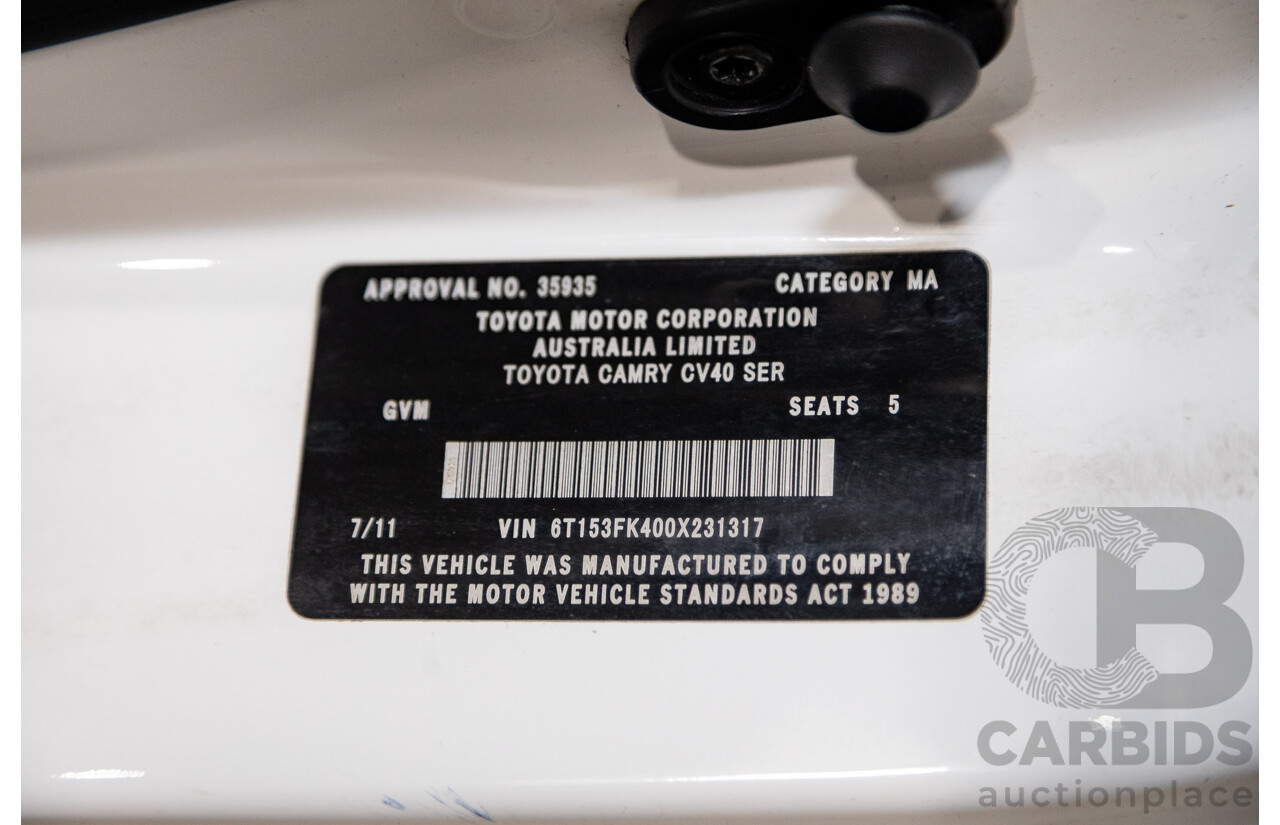 APPROVAL NO. 35935 CATEGORY MA
TOYOTA MOTOR CORPORATION
AUSTRALIA LIMITED
TOYOTA CAMRY CV40 SER
GVM SEATS 5
7/11 VIN 6T153FK400X231317
THIS VEHICLE WAS MANUFACTURED TO COMPLY
WITH THE MOTOR VEHICLE STANDARDS ACT 1989
CB
CARBIDS
auctionplace